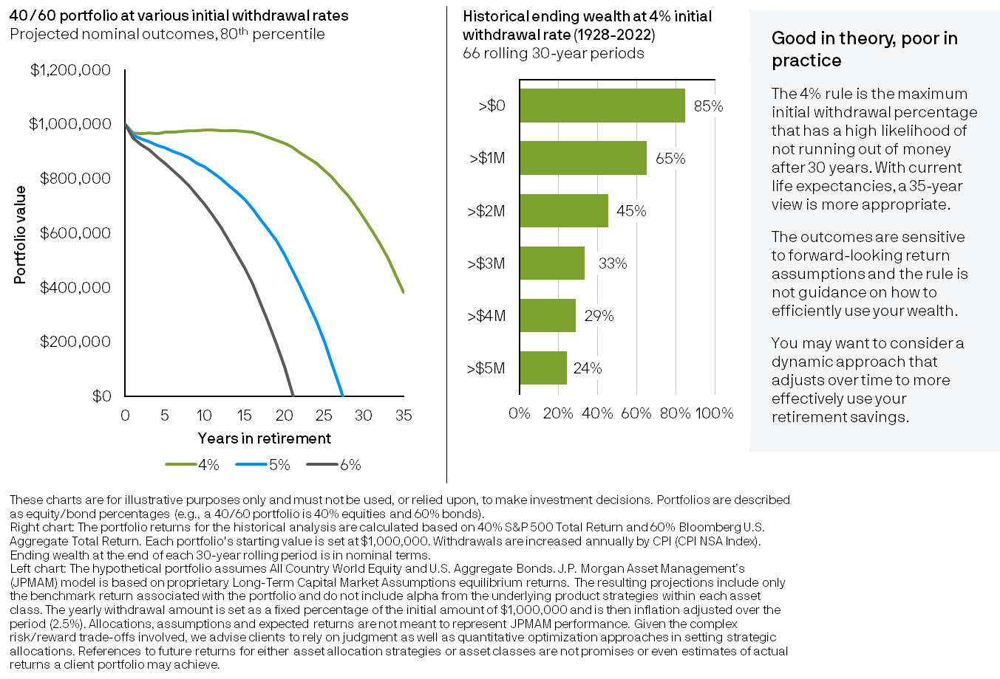 40/60 portfolio at various initial withdrawal rates
Projected nominal outcomes, 80th percentile
$1,200,000
$1,000,000
$800,000
$600,000
$400,000
$200,000
$0
Portfolio value
0 5 10 15 20 25 30 35
Years in retirement
4% 5% 6%
Historical ending wealth at 4% initial
withdrawal rate (1928-2022)
66 rolling 30-year periods
>$0 85%
>$1M 65%
>$2M 45%
>$3M 33%
>$4M 29%
>$5M 24%
0% 20% 40% 60% 80% 100%
Good in theory, poor in
practice
The 4% rule is the maximum
initial withdrawal percentage
that has a high likelihood of
not running out of money
after 30 years. With current
life expectancies, a 35-year
view is more appropriate.
The outcomes are sensitive
to forward-looking return
assumptions and the rule is
not guidance on how to
efficiently use your wealth.
You may want to consider a
dynamic approach that
adjusts over time to more
effectively use your
retirement savings.
These charts are for illustrative purposes only and must not be used, or relied upon, to make investment decisions. Portfolios are described
as equity/bond percentages (e.g., a 40/60 portfolio is 40% equities and 60% bonds).
Right chart: The portfolio returns for the historical analysis are calculated based on 40% S&P 500 Total Return and 60% Bloomberg U.S.
Aggregate Total Return. Each portfolio's starting value is set at $1,000,000. Withdrawals are increased annually by CPI (CPI NSA Index).
Ending wealth at the end of each 30-year rolling period is in nominal terms.
Left chart: The hypothetical portfolio assumes All Country World Equity and U.S. Aggregate Bonds. J.P. Morgan Asset Management's
(JPMAM) model is based on proprietary Long-Term Capital Market Assumptions equilibrium returns. The resulting projections include only
the benchmark return associated with the portfolio and do not include alpha from the underlying product strategies within each asset
class. The yearly withdrawal amount is set as a fixed percentage of the initial amount of $1,000,000 and is then inflation adjusted over the
period (2.5%). Allocations, assumptions and expected returns are not meant to represent JPMAM performance. Given the complex
risk/reward trade-offs involved, we advise clients to rely on judgment as well as quantitative optimization approaches in setting strategic
allocations. References to future returns for either asset allocation strategies or asset classes are not promises or even estimates of actual
returns a client portfolio may achieve.